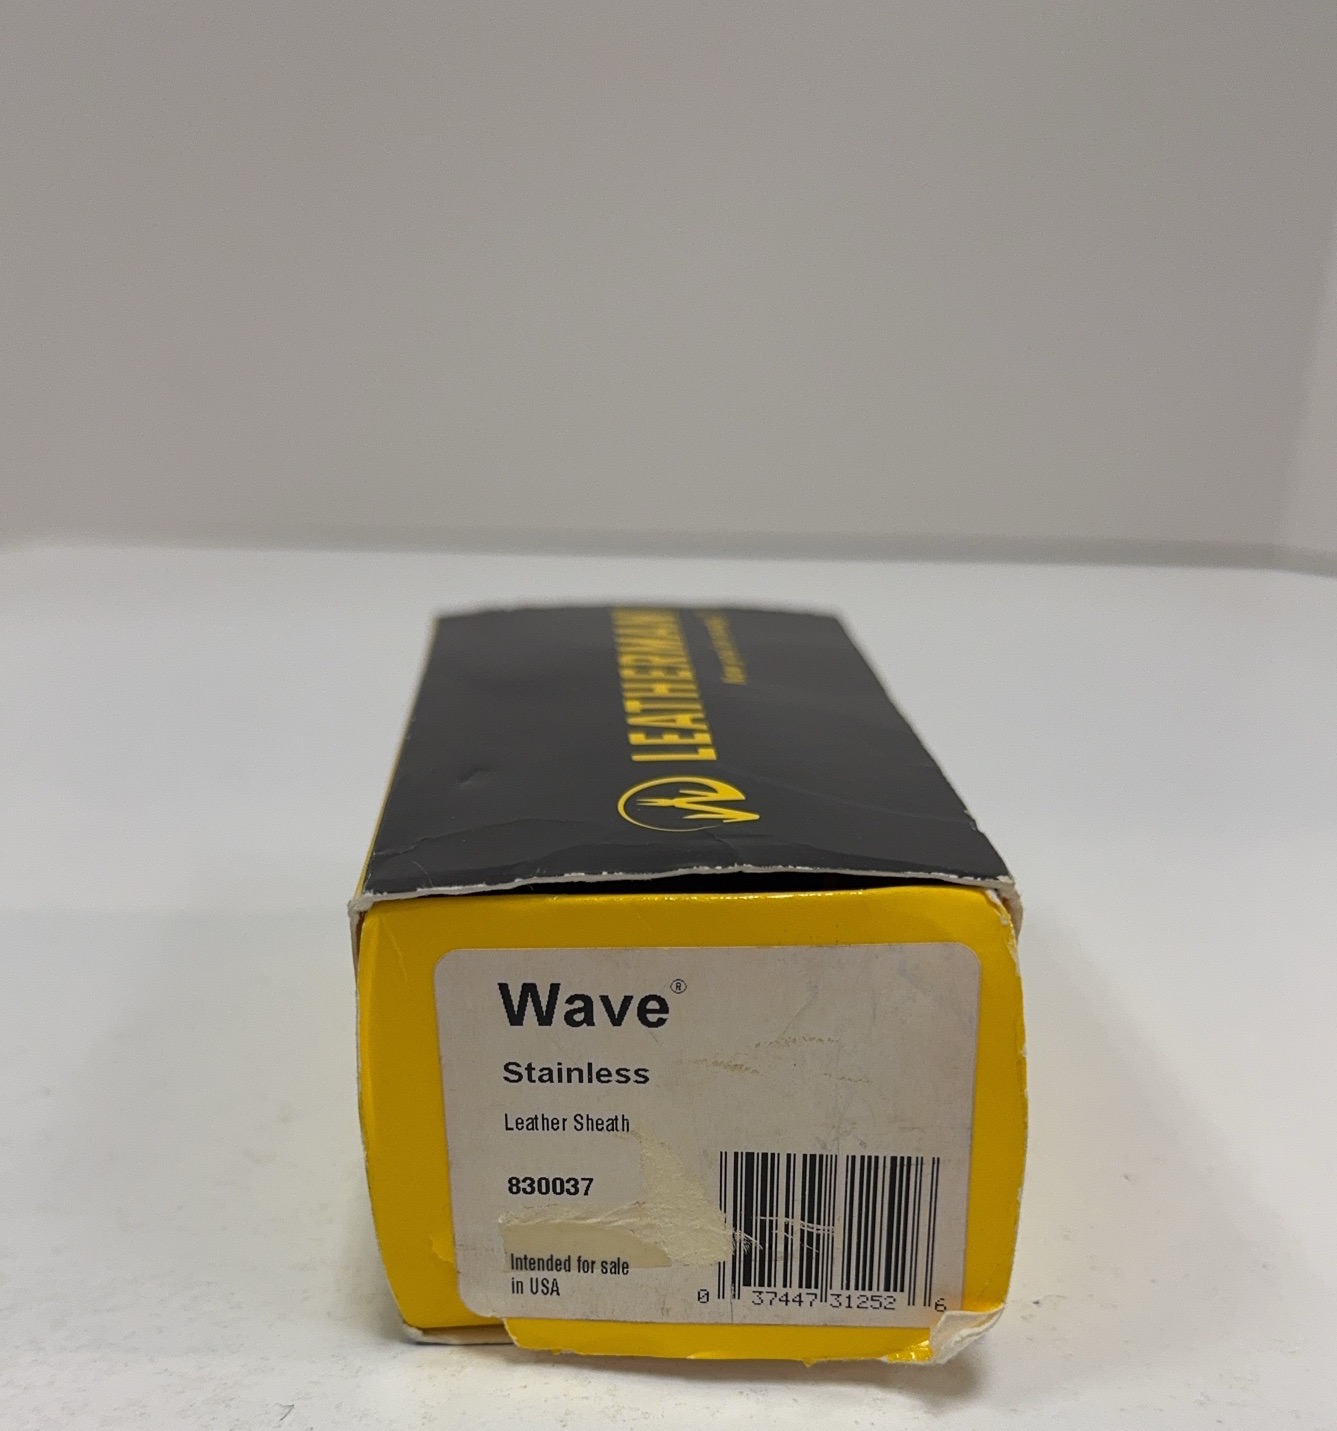 LEATHERMAN
Wave®
Stainless
Leather Sheath
830037
Intended for sale
in USA
0 37447 31252 6